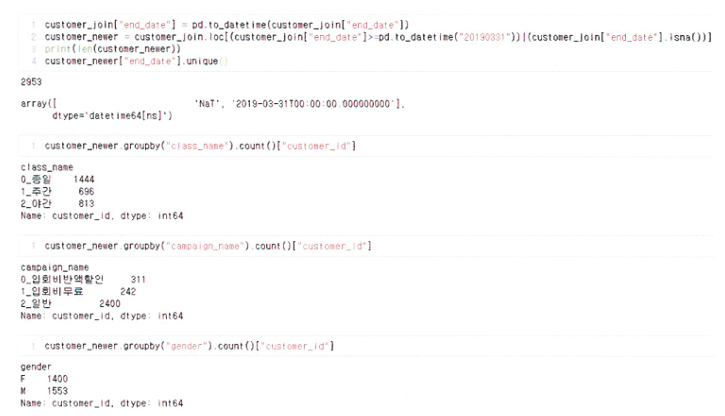 1 customer_join["end_date"] = pd.to_datetime(customer_join["end_date"])
2 customer_newer = customer_join.loc[(customer_join["end_date"]>=pd.to_datetime("20190331"))|(customer_join["end_date"].isna())]
3 print(len(customer_newer))
4 customer_newer["end_date"].unique()
2953
array([ 'NaT', '2019-03-31T00:00:00.000000000'],
dtype='datetime64[ns]')
1 customer_newer.groupby("class_name").count()["customer_id"]
class_name
0_종일 1444
1_주간 696
2_야간 813
Name: customer_id, dtype: int64
1 customer_newer.groupby("campaign_name").count()["customer_id"]
campaign_name
0_입회비반액할인 311
1_입회비무료 242
2_일반 2400
Name: customer_id, dtype: int64
1 customer_newer.groupby("gender").count()["customer_id"]
gender
F 1400
M 1553
Name: customer_id, dtype: int64